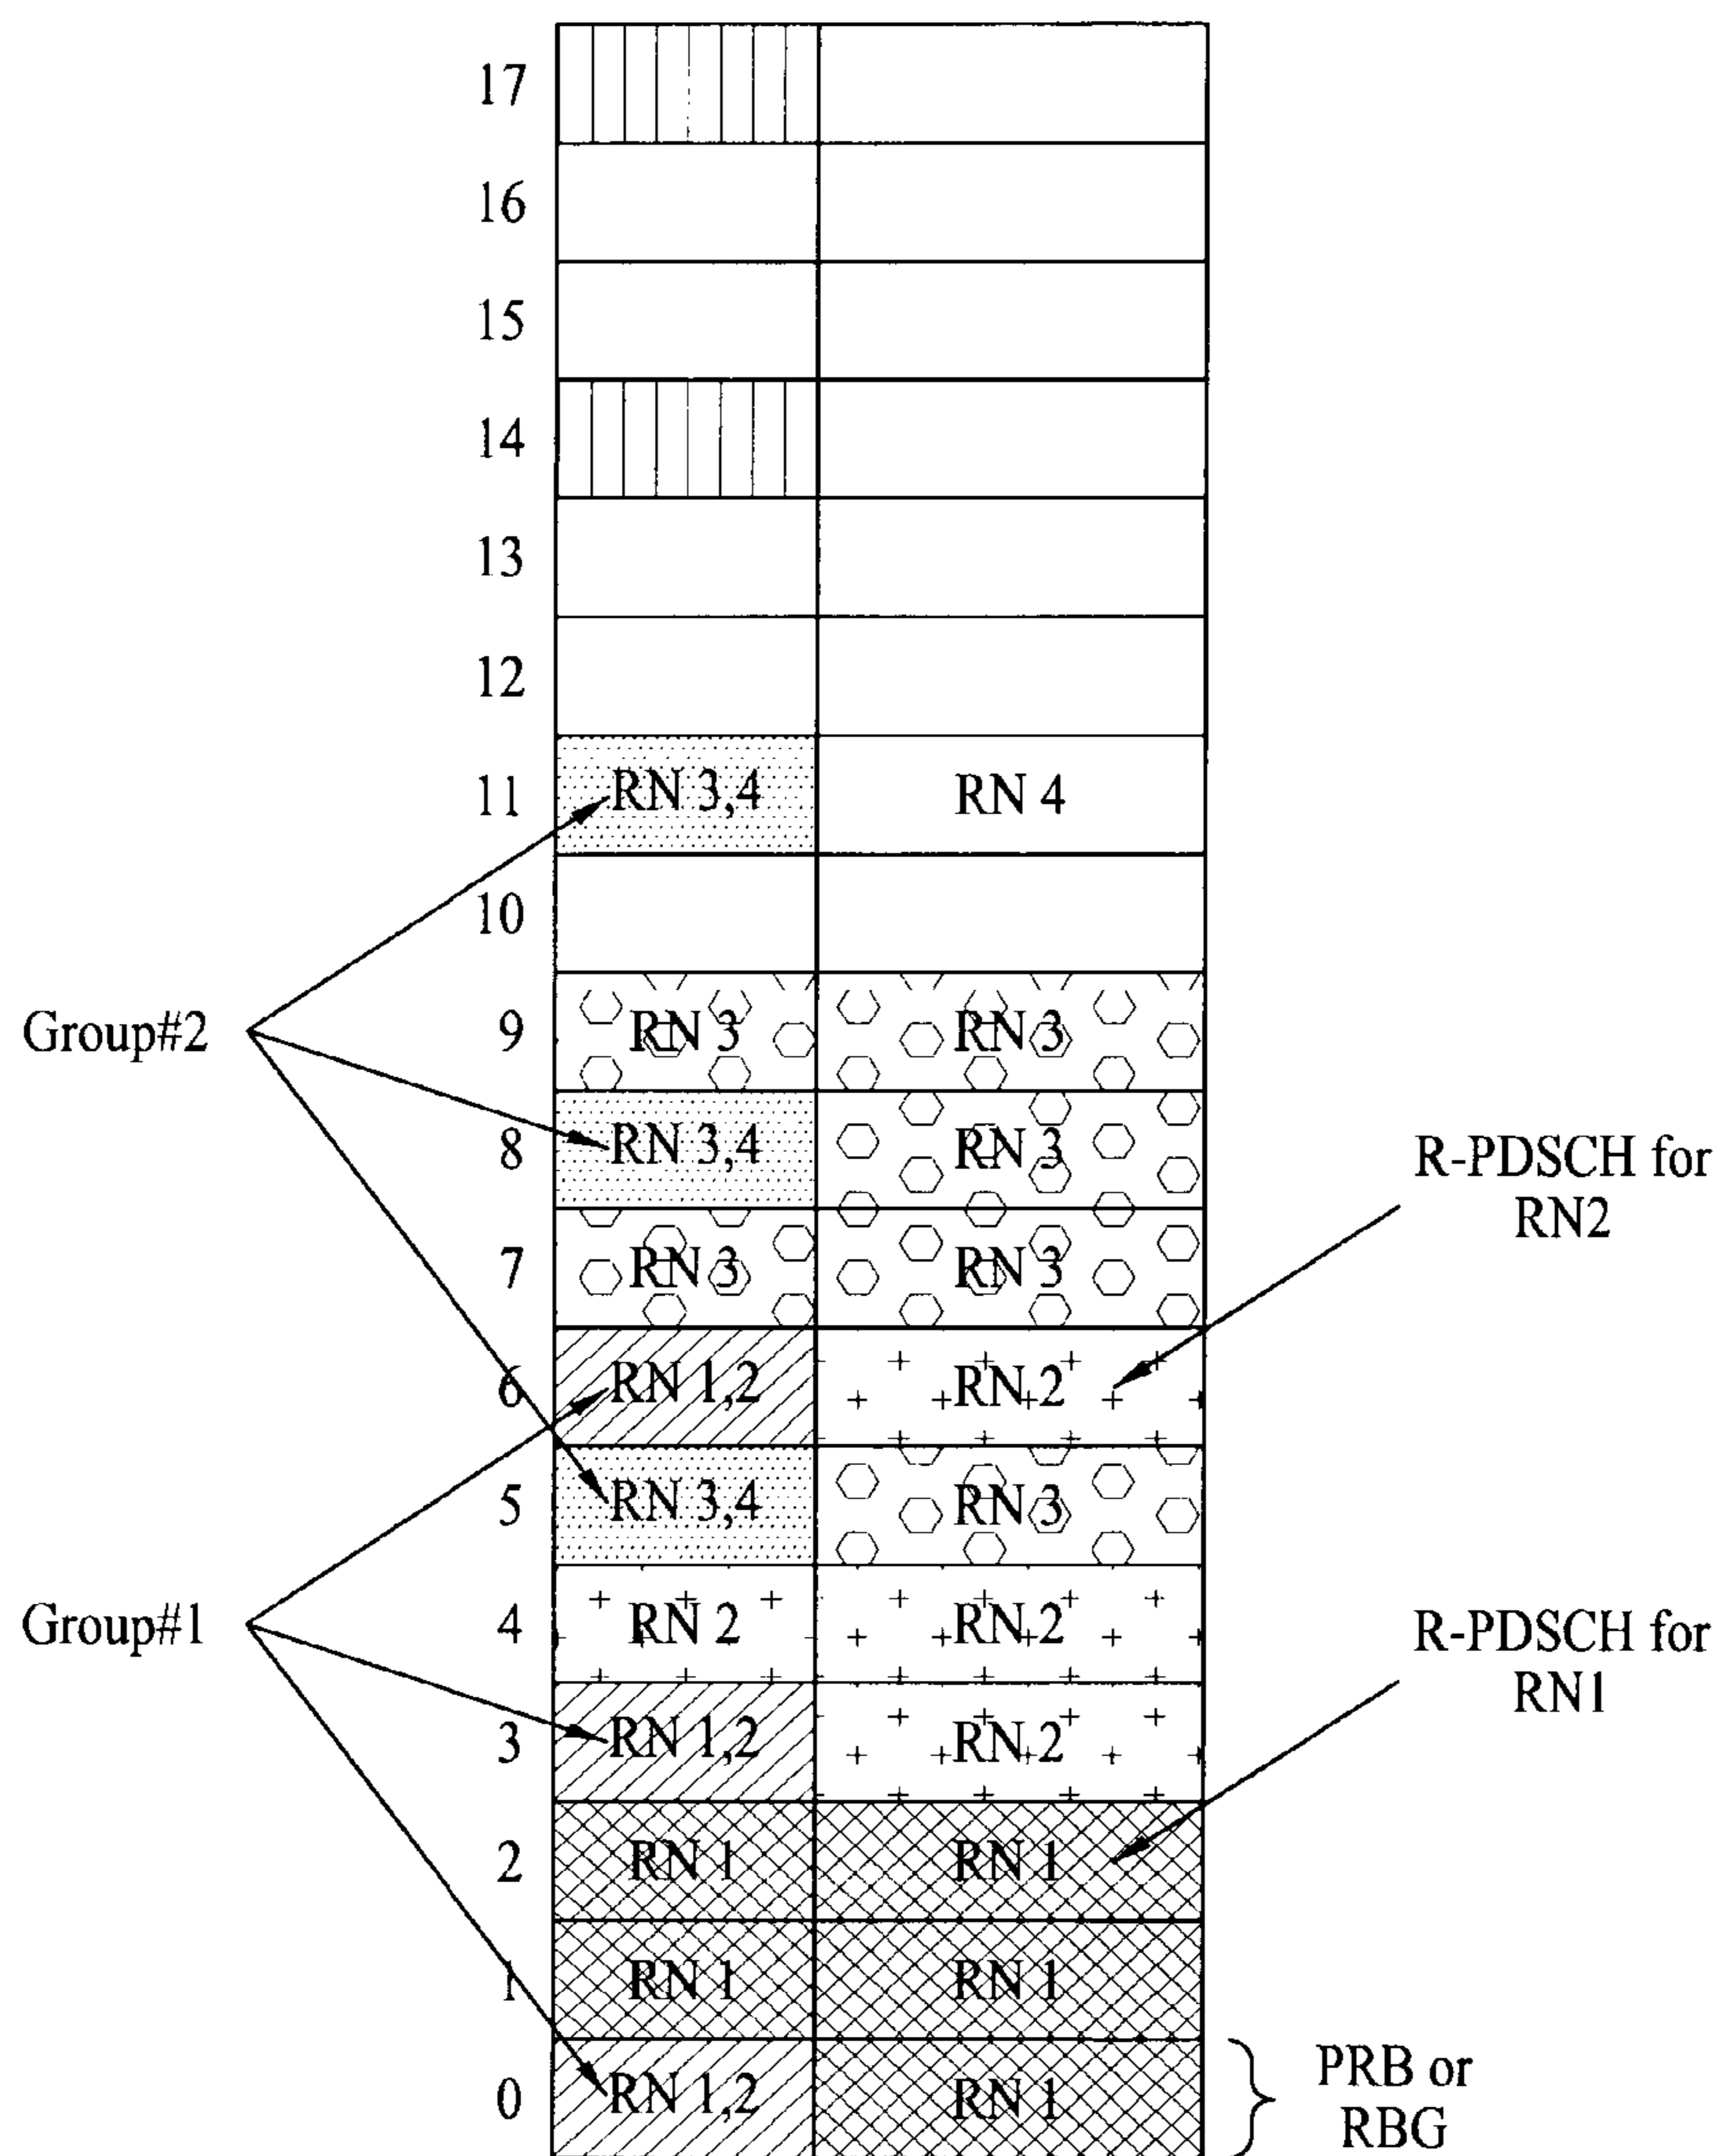 17
16
15
14
13
12
11 RN 3,4 RN 4
10
Group#2
9 RN 3 RN 3
8 RN 3,4 RN 3
R-PDSCH for
RN2
7 RN 3 RN 3
6 RN 1,2 RN 2
5 RN 3,4 RN 3
Group#1
4 RN 2 RN 2
R-PDSCH for
RN1
3 RN 1,2 RN 2
2 RN 1 RN 1
1 RN 1 RN 1
0 RN 1,2 RN 1
PRB or
RBG